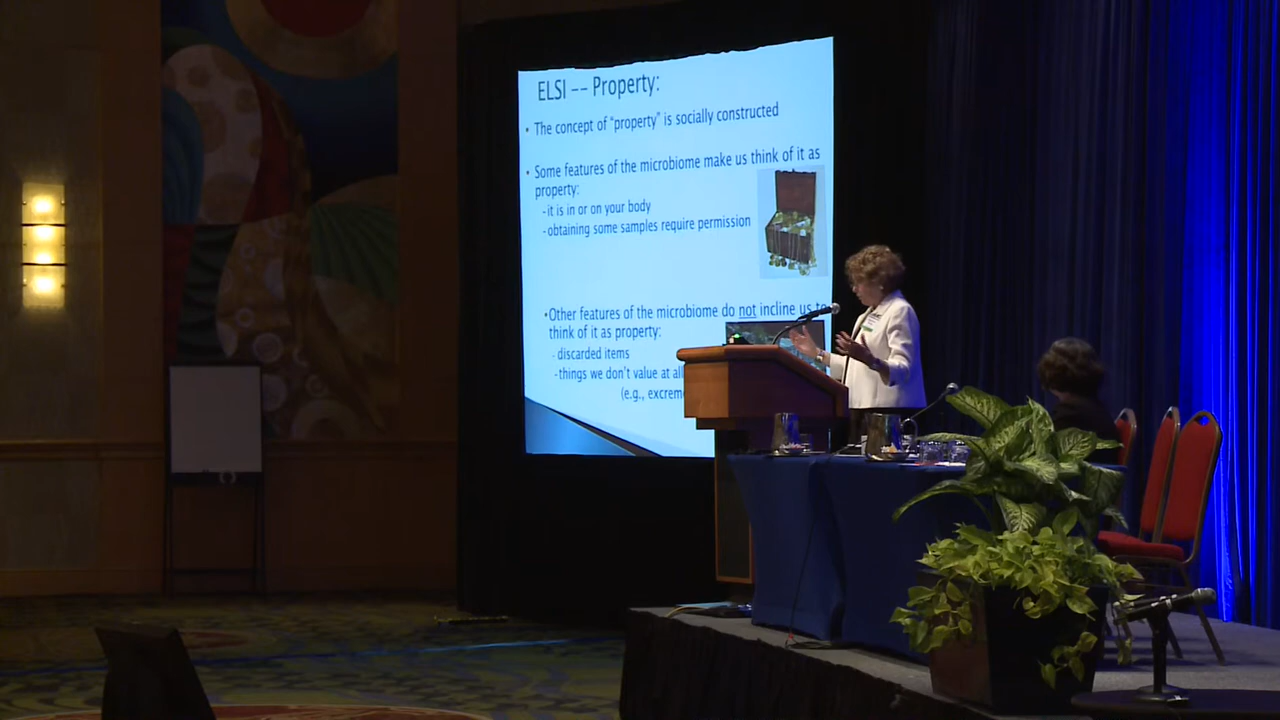 ELSI -- Property:
• The concept of "property" is socially constructed
• Some features of the microbiome make us think of it as
property:
-it is in or on your body
-obtaining some samples require permission
•Other features of the microbiome do not incline us to
think of it as property:
- discarded items
-things we don't value at all
(e.g., excrem